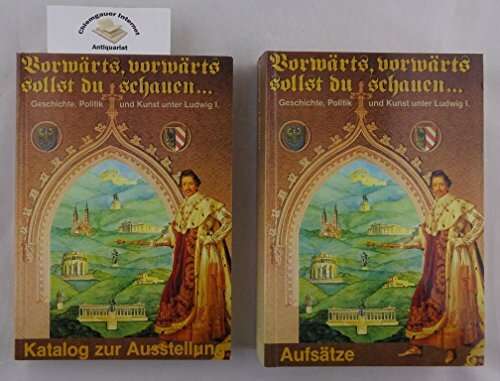 Chiemgauer Internet
Antiquariat
Vorwärts, vorwärts
sollst du schauen...
Geschichte, Politik und Kunst unter Ludwig I.
Katalog zur Ausstellung
Vorwärts, vorwärts
sollst du schauen...
Geschichte, Politik und Kunst unter Ludwig I.
Aufsätze